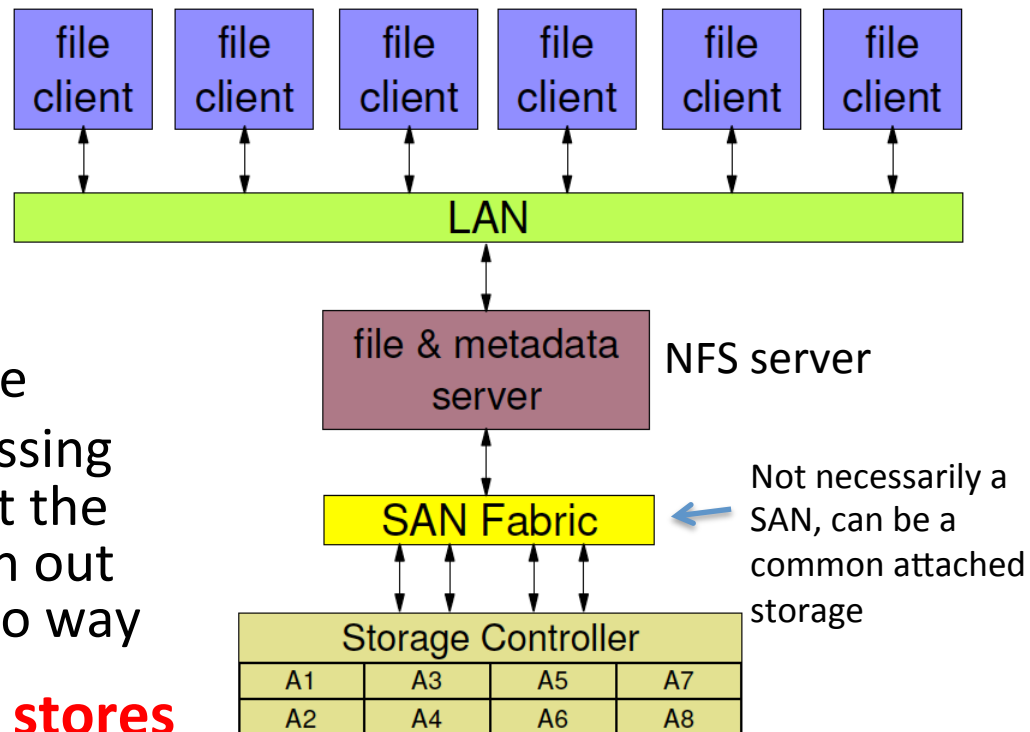 file client
file client
file client
file client
file client
file client
LAN
file & metadata
server
NFS server
e
ssing
t the
n out
o way
stores
SAN Fabric
Not necessarily a
SAN, can be a
common attached
storage
Storage Controller
A1 A3 A5 A7
A2 A4 A6 A8